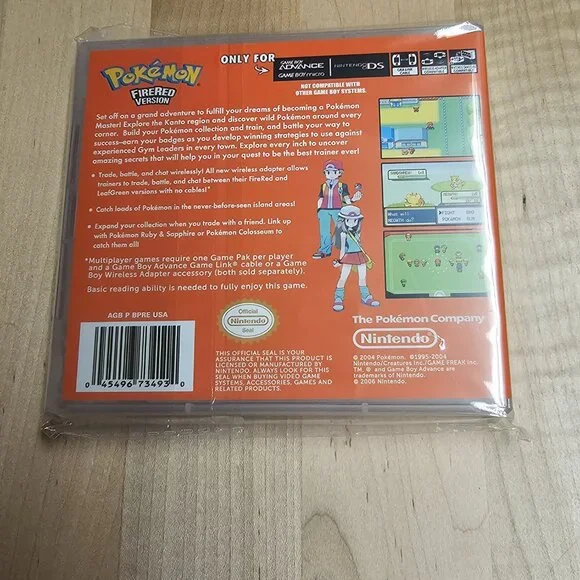 POKéMON
FIRERED
VERSION
ONLY FOR
GAME BOY
ADVANCE
GAME BOY micro
NINTENDO DS
NOT COMPATIBLE WITH
OTHER GAME BOY SYSTEMS.
Set off on a grand adventure to fulfill your dreams of becoming a Pokémon
Master! Explore the Kanto region and discover wild Pokémon around every
corner. Build your Pokémon collection and train, and battle your way to
success—earn your badges as you develop winning strategies to use against
experienced Gym Leaders in every town. Explore every inch to uncover
amazing secrets that will help you in your quest to be the best trainer ever!
• Trade, battle, and chat wirelessly! All new wireless adapter allows
trainers to trade, battle, and chat between their FireRed and
LeafGreen versions with no cables!*
• Catch loads of Pokémon in the never-before-seen island areas!
• Expand your collection when you trade with a friend. Link up
with Pokémon Ruby & Sapphire or Pokémon Colosseum to
catch them all!
*Multiplayer games require one Game Pak per player
and a Game Boy Advance Game Link® cable or a Game
Boy Wireless Adapter accessory (both sold separately).
Basic reading ability is needed to fully enjoy this game.
AGB P BPRE USA
0 45496 73493 0
Official
Nintendo
Seal
THIS OFFICIAL SEAL IS YOUR
ASSURANCE THAT THIS PRODUCT IS
LICENSED OR MANUFACTURED BY
NINTENDO. ALWAYS LOOK FOR THIS
SEAL WHEN BUYING VIDEO GAME
SYSTEMS, ACCESSORIES, GAMES AND
RELATED PRODUCTS.
The Pokémon Company
Nintendo®
© 2004 Pokémon. ©1995-2004
Nintendo/Creatures Inc./GAME FREAK Inc.
TM, ® and Game Boy Advance are
trademarks of Nintendo.
© 2006 Nintendo.